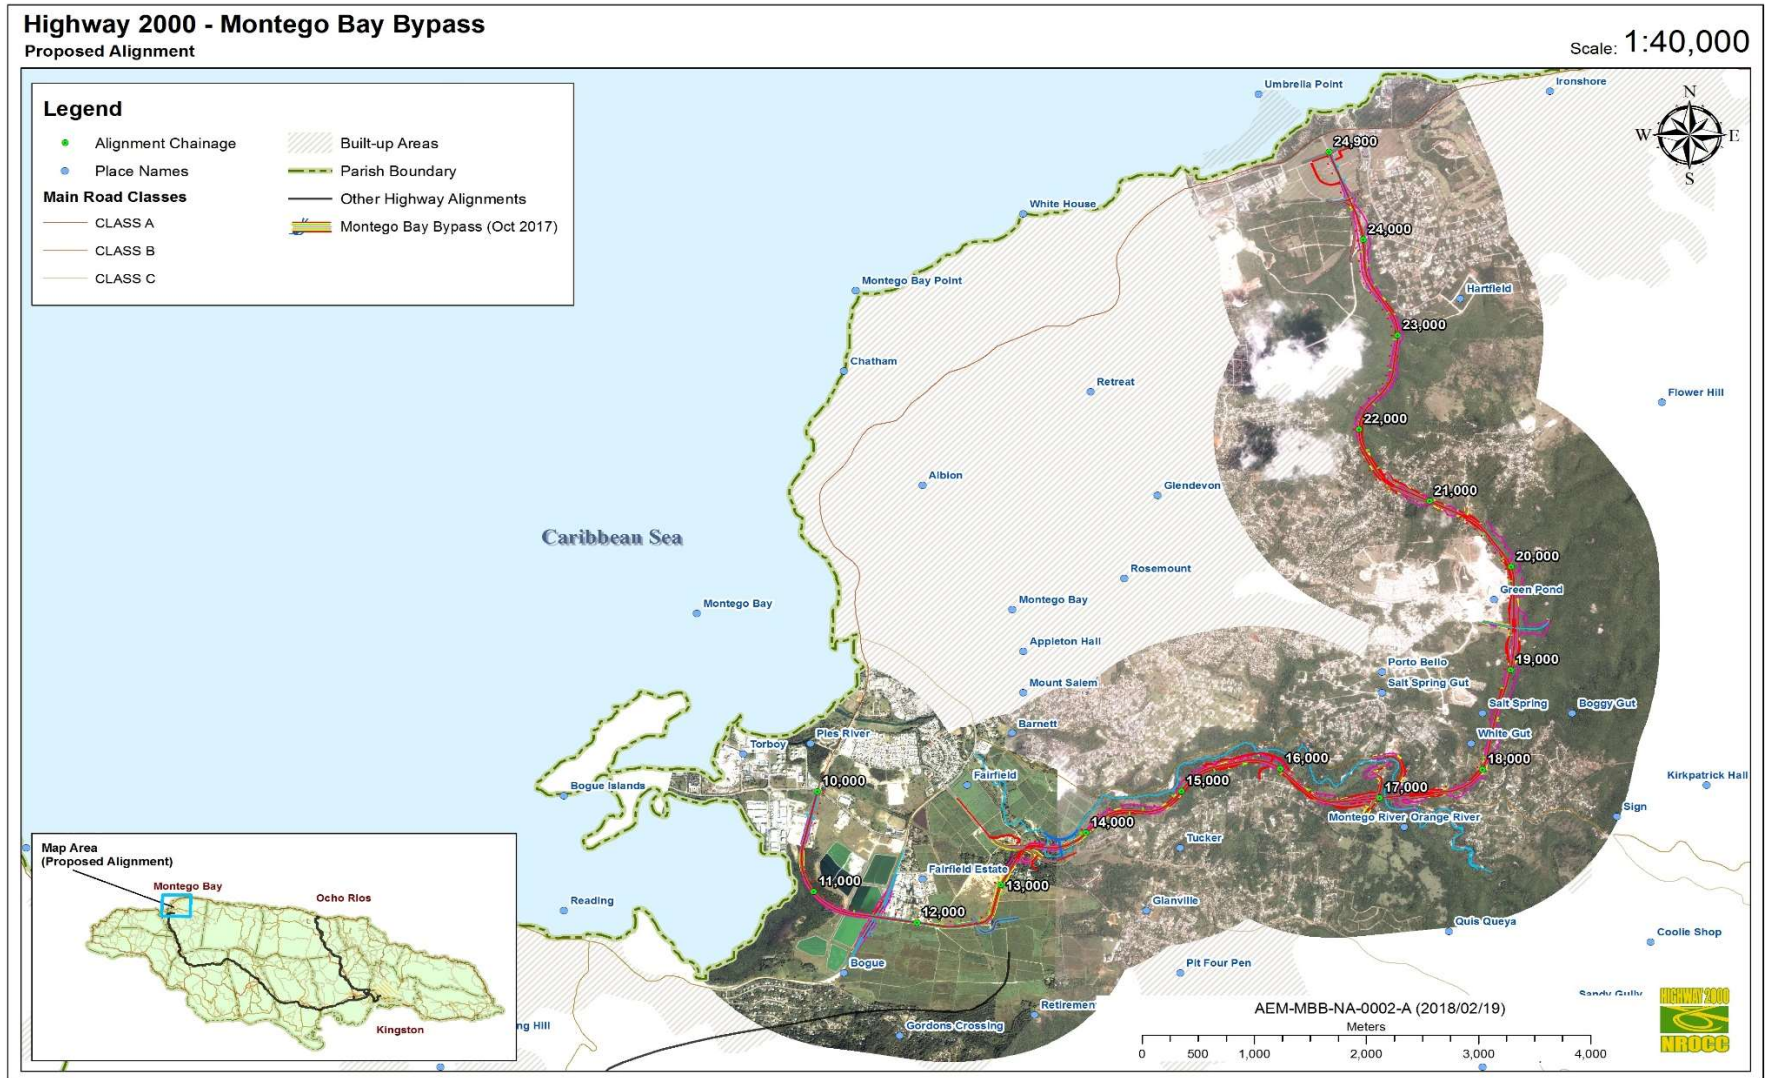 Highway 2000 - Montego Bay Bypass
Proposed Alignment
Scale: 1:40,000
Legend
Alignment Chainage
Place Names
Main Road Classes
CLASS A
CLASS B
CLASS C
Built-up Areas
Parish Boundary
Other Highway Alignments
Montego Bay Bypass (Oct 2017)
N
W E
S
Umbrella Point
Ironshore
24,900
White House
24,000
Montego Bay Point
Hartfield
23,000
Chatham
Retreat
Flower Hill
22,000
Albion
Glendevon
21,000
Caribbean Sea
20,000
Rosemount
Green Pond
Montego Bay
Montego Bay
Appleton Hall
19,000
Porto Bello
Mount Salem
Salt Spring Gut
Salt Spring
Boggy Gut
Barnett
White Gut
Pies River
Torboy
18,000
16,000
Kirkpatrick Hall
Fairfield
10,000
15,000
17,000
Bogue Islands
Sign
Montego River Orange River
14,000
Tucker
Fairfield Estate
11,000
13,000
Reading
Glanville
12,000
Quis Queya
Coolie Shop
Bogue
Pit Four Pen
Sandy Gully
Retiremen
Gordons Crossing
ng Hill
Map Area
(Proposed Alignment)
Montego Bay
Ocho Rios
Kingston
AEM-MBB-NA-0002-A (2018/02/19)
Meters
0 500 1,000 2,000 3,000 4,000
HIGHWAY 2000
NROCC